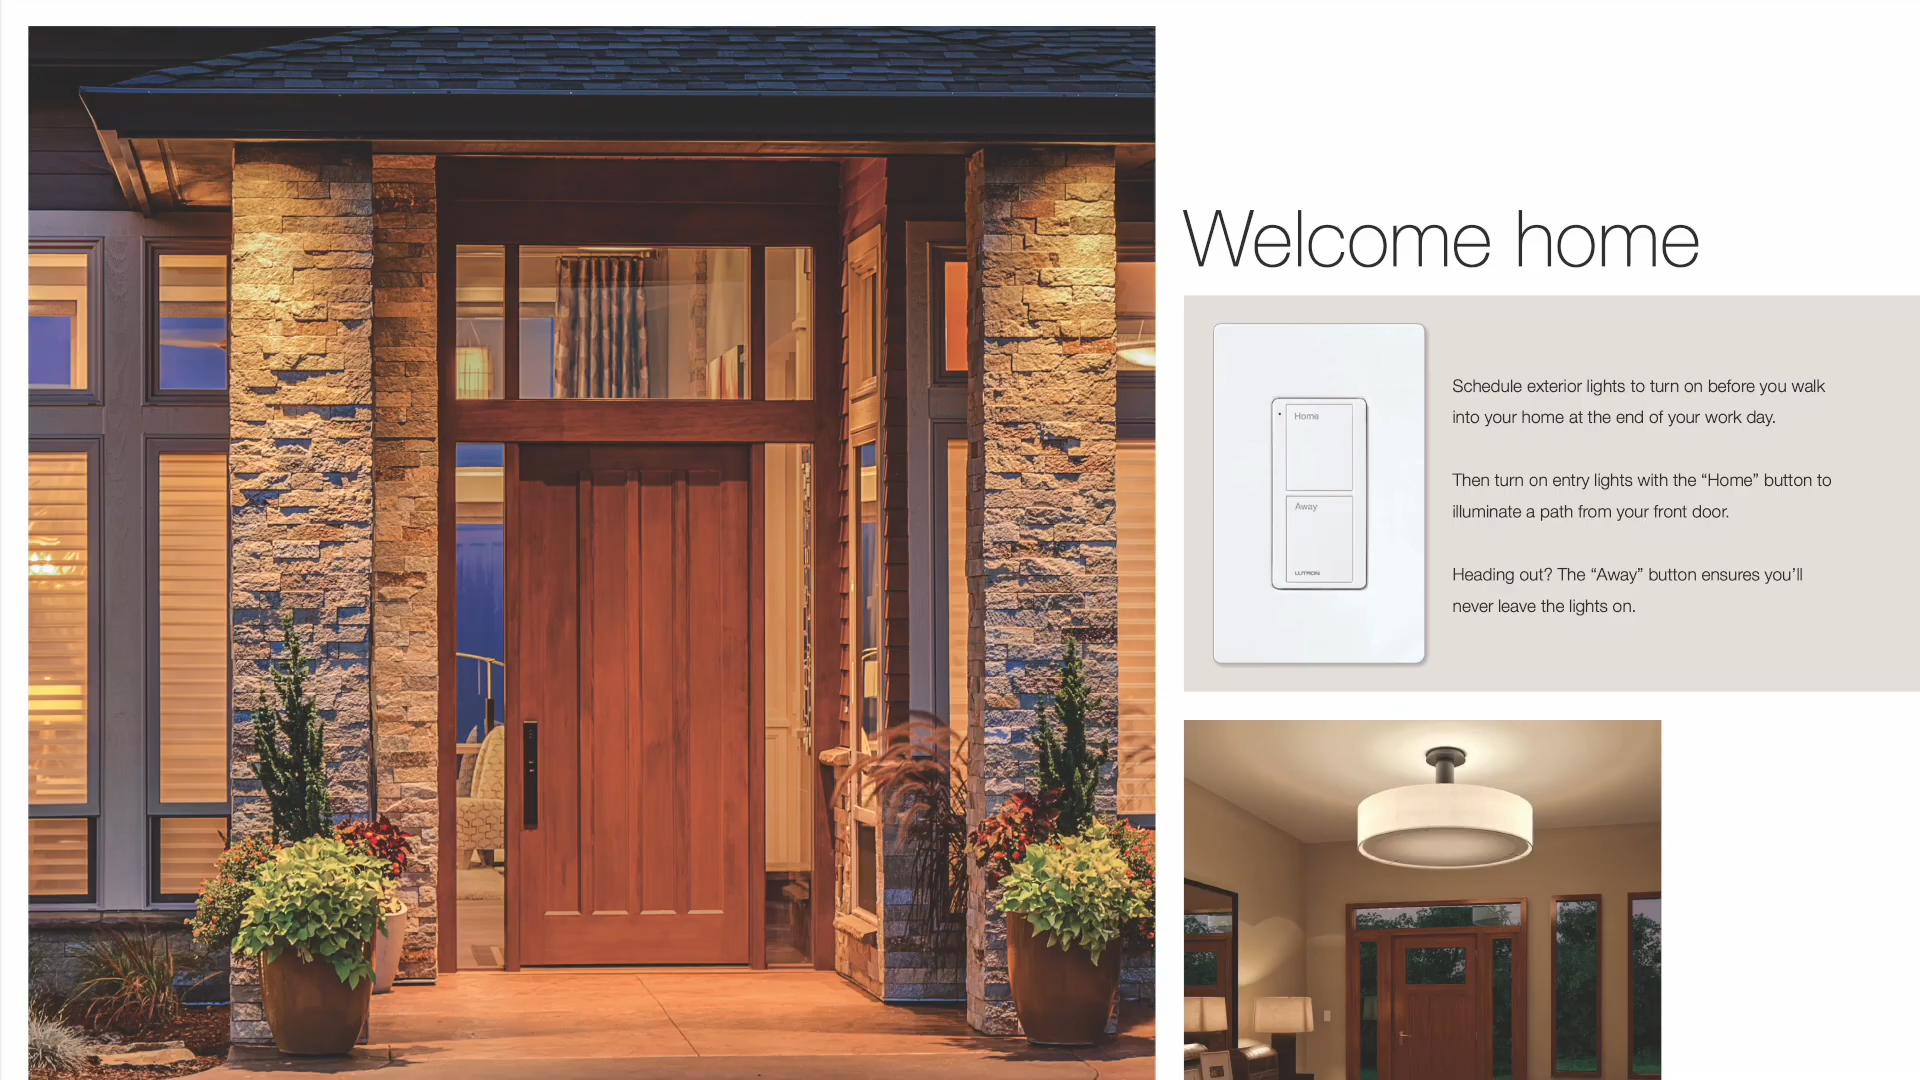 Welcome home
Home
Away
LUTRON
Schedule exterior lights to turn on before you walk
into your home at the end of your work day.
Then turn on entry lights with the “Home” button to
illuminate a path from your front door.
Heading out? The “Away” button ensures you’ll
never leave the lights on.